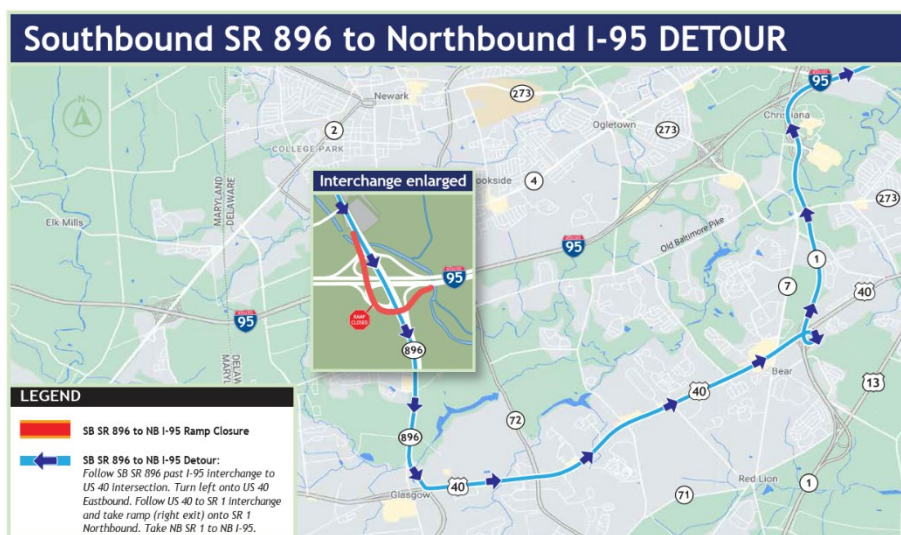 Southbound SR 896 to Northbound I-95 DETOUR
N
Newark
273
95
Christiana
2
Ogletown
273
COLLEGE PARK
4
Interchange enlarged
ookside
273
MARYLAND
DELAWARE
Elk Mills
Old Baltimore Pike
95
1
95
7
40
RAMP
CLOSED
95
896
DELAW
MARYL
Bear
40
13
LEGEND
72
SB SR 896 to NB I-95 Ramp Closure
896
SB SR 896 to NB I-95 Detour:
Follow SB SR 896 past I-95 interchange to
US 40 intersection. Turn left onto US 40
Eastbound. Follow US 40 to SR 1 interchange
and take ramp (right exit) onto SR 1
Northbound. Take NB SR 1 to NB I-95.
Glasgow
40
Red Lion
71
1